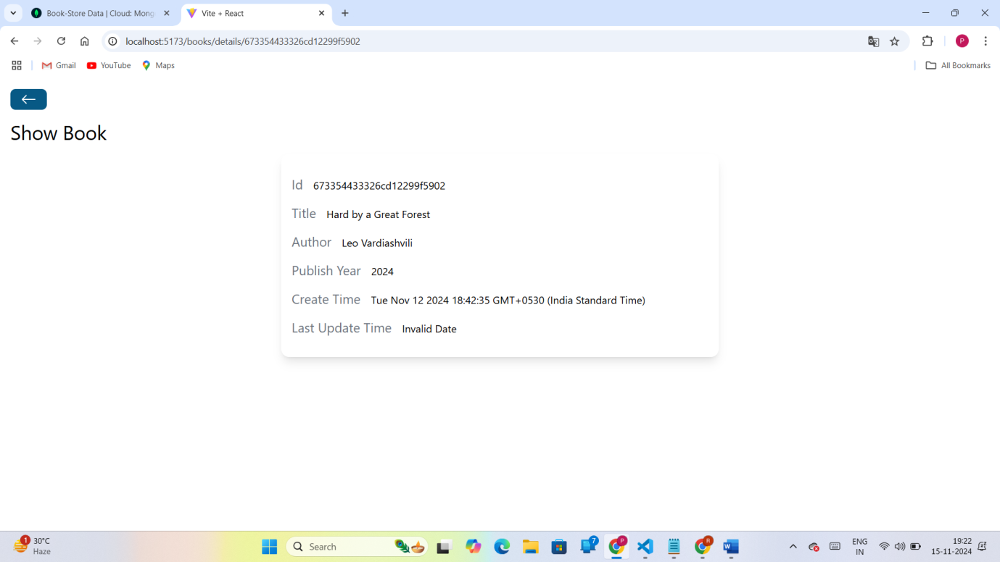 Book-Store Data | Cloud: Mong
Vite + React
localhost:5173/books/details/673354433326cd12299f5902
P
Gmail
YouTube
Maps
All Bookmarks
Show Book
Id 673354433326cd12299f5902
Title Hard by a Great Forest
Author Leo Vardiashvili
Publish Year 2024
Create Time Tue Nov 12 2024 18:42:35 GMT+0530 (India Standard Time)
Last Update Time Invalid Date
1
30°C
Haze
Search
7
P
R
W
ENG
IN
19:22
15-11-2024